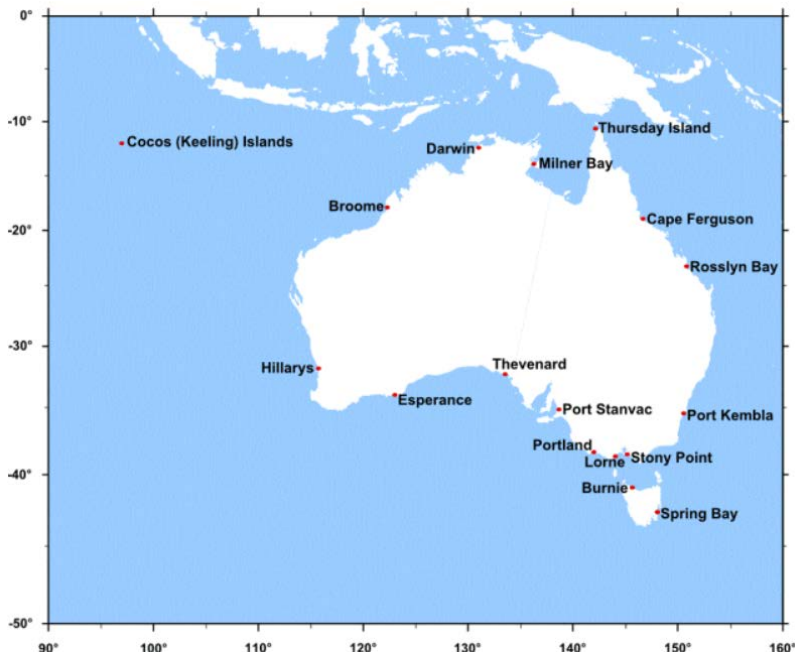 0°
-10°
Thursday Island
Cocos (Keeling) Islands
Darwin
Milner Bay
Broome
-20°
Cape Ferguson
Rosslyn Bay
-30°
Thevenard
Hillarys
Esperance
Port Stanvac
Port Kembla
Portland
Lorne
Stony Point
-40°
Burnie
Spring Bay
-50°
90° 100° 110° 120° 130° 140° 150° 160°